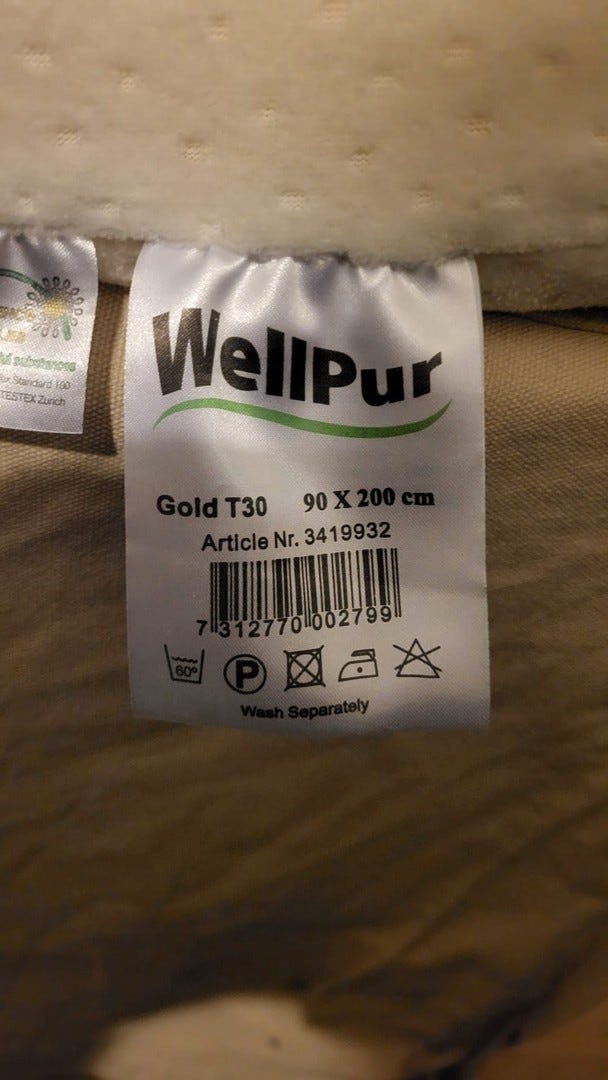 WellPur
Gold T30 90 X 200 cm
Article Nr. 3419932
7 312770 002799
60°
P
Wash Separately
substances
Standard 100
TESTEX Zurich